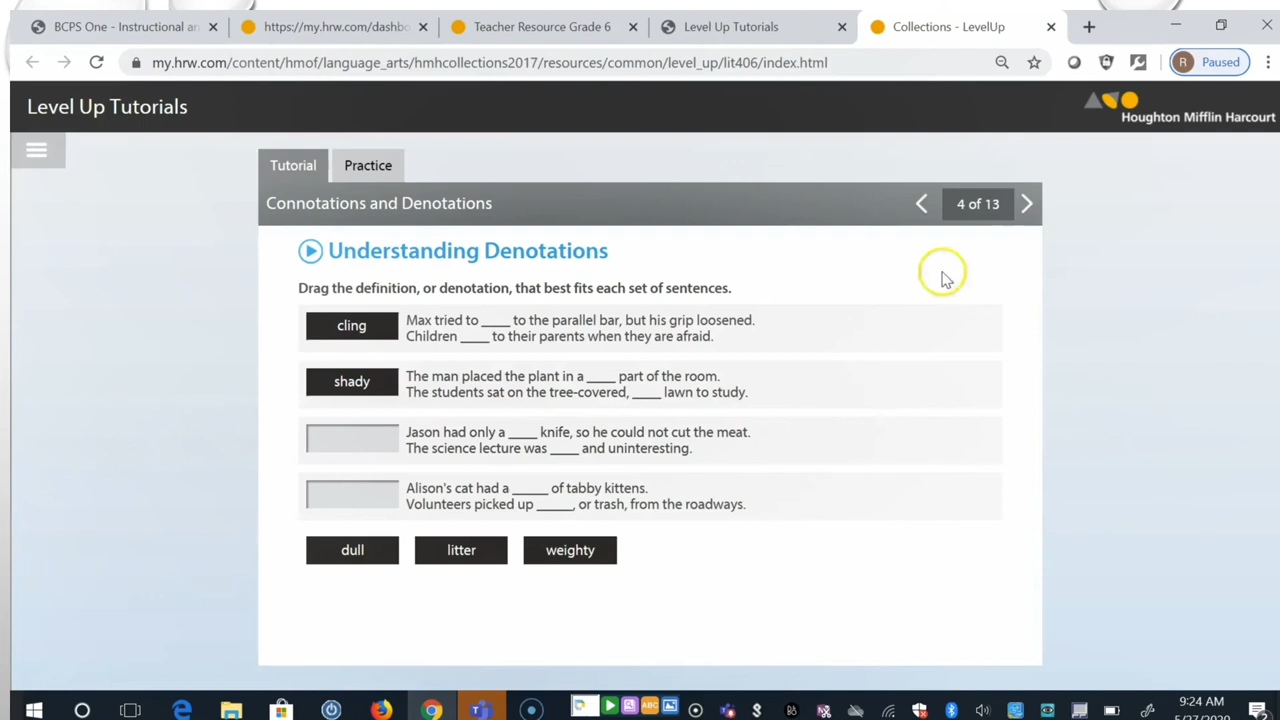 BCPS One - Instructional an
https://my.hrw.com/dashbo
Teacher Resource Grade 6
Level Up Tutorials
Collections - LevelUp
my.hrw.com/content/hmof/language_arts/hmhcollections2017/resources/common/level_up/lit406/index.html
R Paused
Level Up Tutorials
Houghton Mifflin Harcourt
Tutorial Practice
Connotations and Denotations
4 of 13
Understanding Denotations
Drag the definition, or denotation, that best fits each set of sentences.
cling
Max tried to ____ to the parallel bar, but his grip loosened.
Children ____ to their parents when they are afraid.
shady
The man placed the plant in a ____ part of the room.
The students sat on the tree-covered, ____ lawn to study.
Jason had only a ____ knife, so he could not cut the meat.
The science lecture was ____ and uninteresting.
Alison's cat had a _____ of tabby kittens.
Volunteers picked up _____, or trash, from the roadways.
dull litter weighty
ABC
9:24 AM
5/27/2020